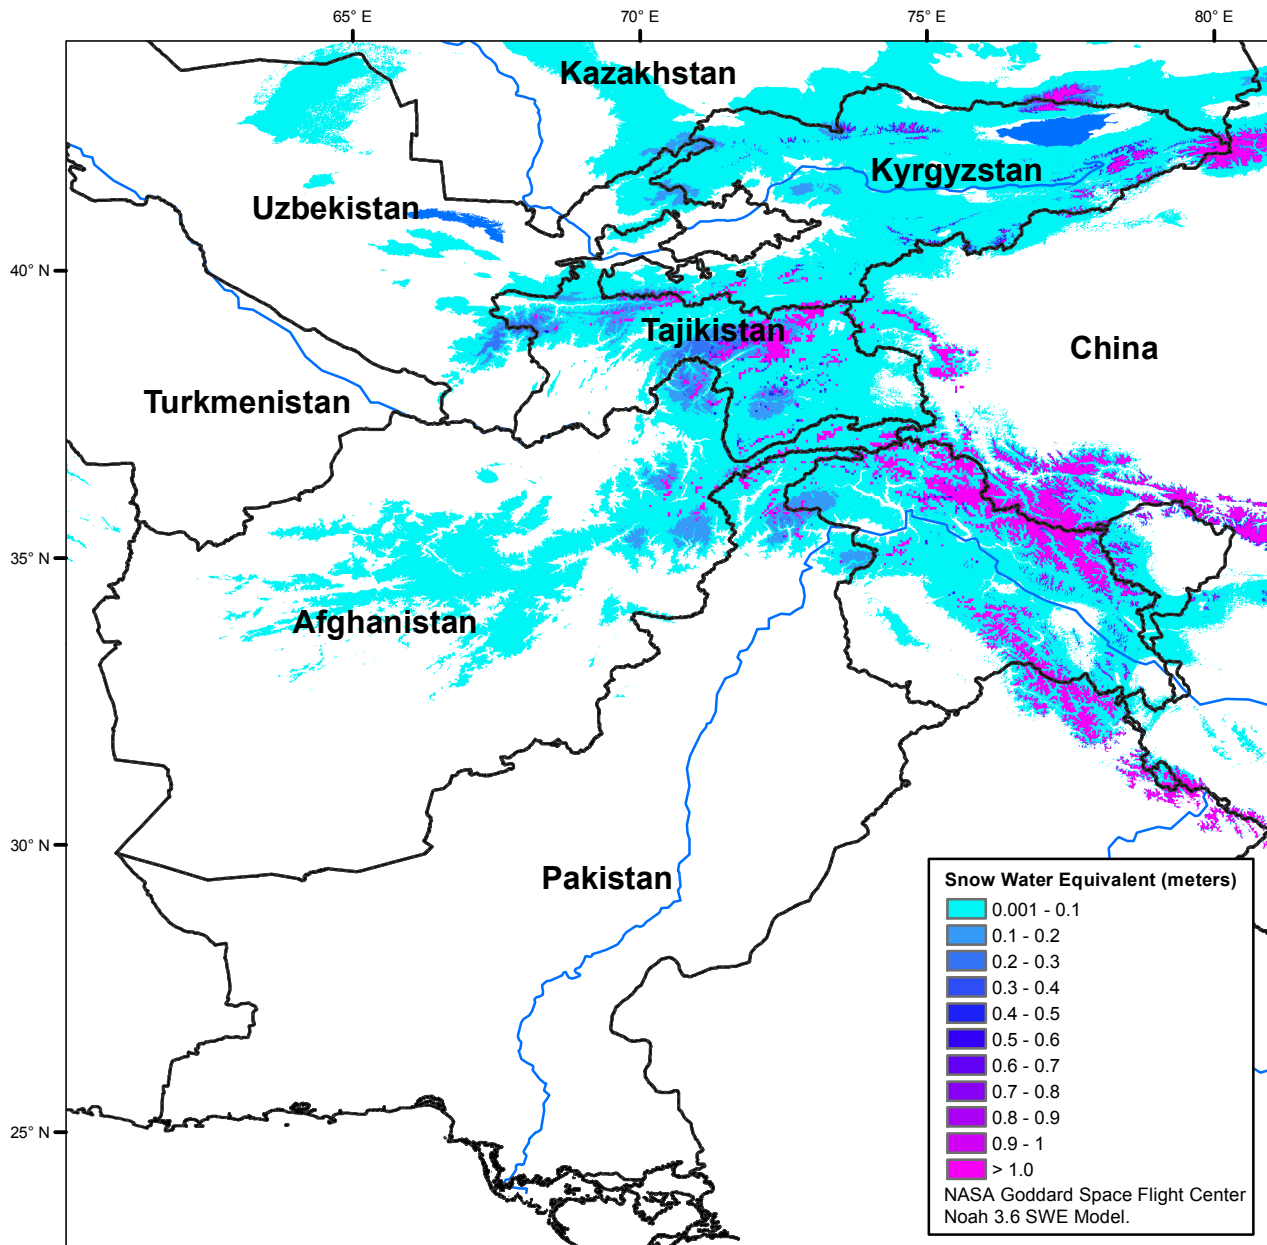 65° E
70° E
75° E
80° E
Kazakhstan
Kyrgyzstan
Uzbekistan
40° N
Tajikistan
China
Turkmenistan
35° N
Afghanistan
30° N
Pakistan
25° N
Snow Water Equivalent (meters)
0.001 - 0.1
0.1 - 0.2
0.2 - 0.3
0.3 - 0.4
0.4 - 0.5
0.5 - 0.6
0.6 - 0.7
0.7 - 0.8
0.8 - 0.9
0.9 - 1
> 1.0
NASA Goddard Space Flight Center
Noah 3.6 SWE Model.